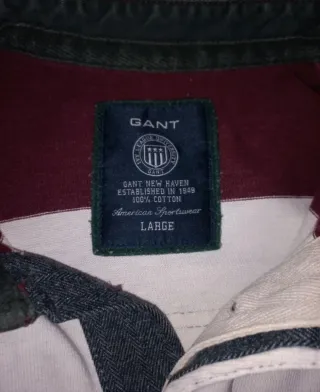 GANT
GANT NEW HAVEN
ESTABLISHED IN 1949
100% COTTON
American Sportswear
LARGE